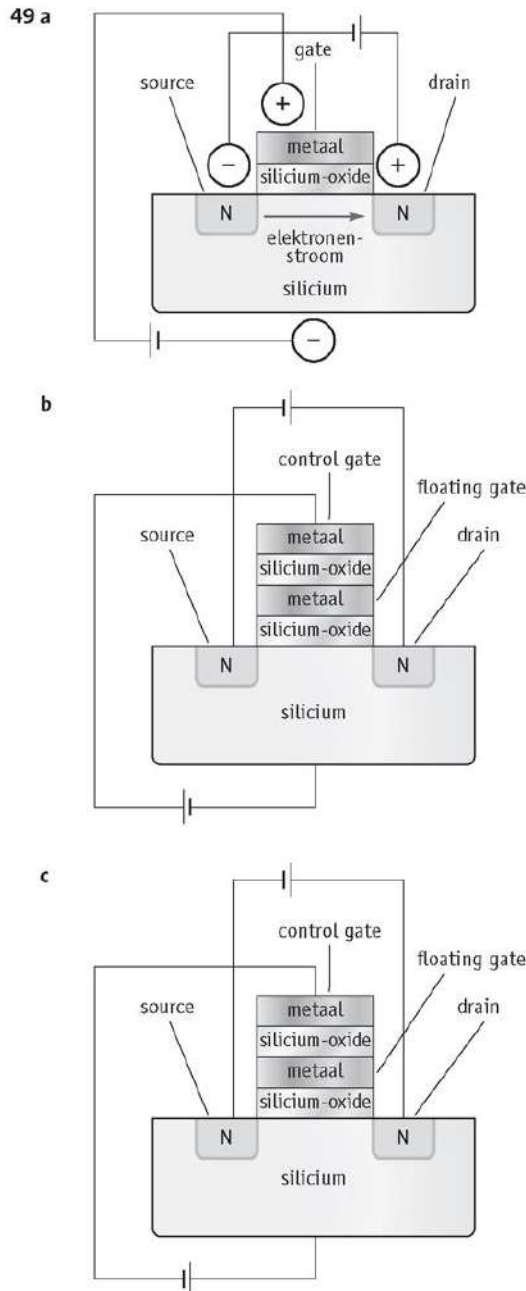 49 a
gate
source
drain
+
−
+
metaal
silicium-oxide
N
N
elektronen-
stroom
silicium
−
b
control gate
floating gate
source
drain
metaal
silicium-oxide
metaal
silicium-oxide
N
N
silicium
c
control gate
floating gate
source
drain
metaal
silicium-oxide
metaal
silicium-oxide
N
N
silicium